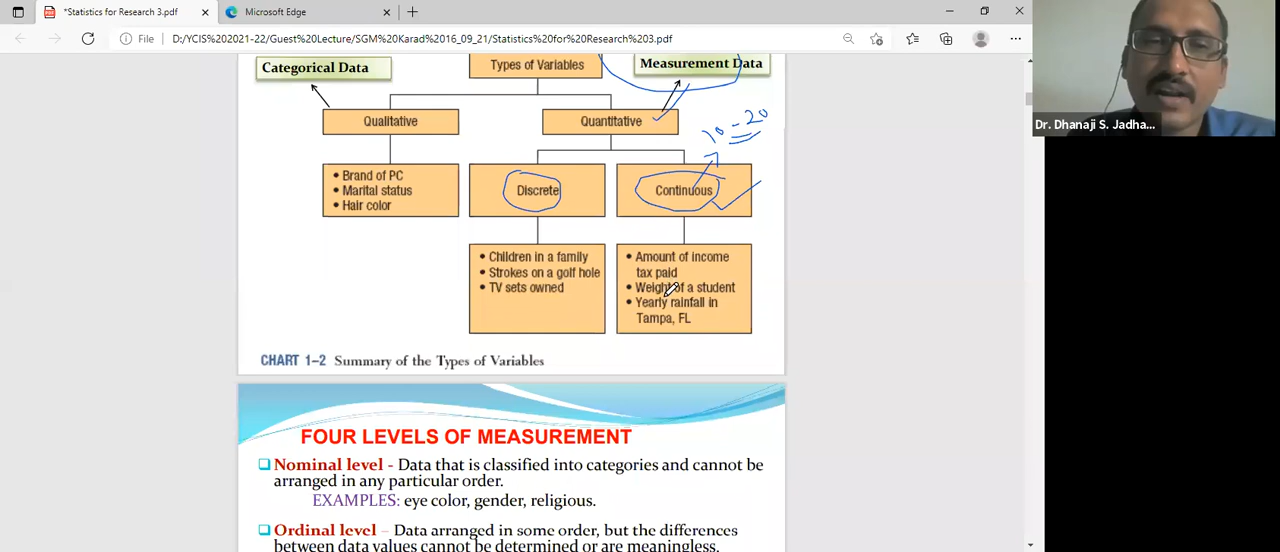 *Statistics for Research 3.pdf
Microsoft Edge
File
D:/YCIS%202021-22/Guest%20Lecture/SGM%20Karad%2016_09_21/Statistics%20for%20Research%203.pdf
Categorical Data
Types of Variables
Measurement Data
Qualitative
Quantitative
10-20
• Brand of PC
• Marital status
• Hair color
Discrete
Continuous
• Children in a family
• Strokes on a golf hole
• TV sets owned
• Amount of income
tax paid
• Weight of a student
• Yearly rainfall in
Tampa, FL
CHART 1–2 Summary of the Types of Variables
FOUR LEVELS OF MEASUREMENT
Nominal level - Data that is classified into categories and cannot be
arranged in any particular order.
EXAMPLES: eye color, gender, religious.
Ordinal level – Data arranged in some order, but the differences
between data values cannot be determined or are meaningless.
Dr. Dhanaji S. Jadha...